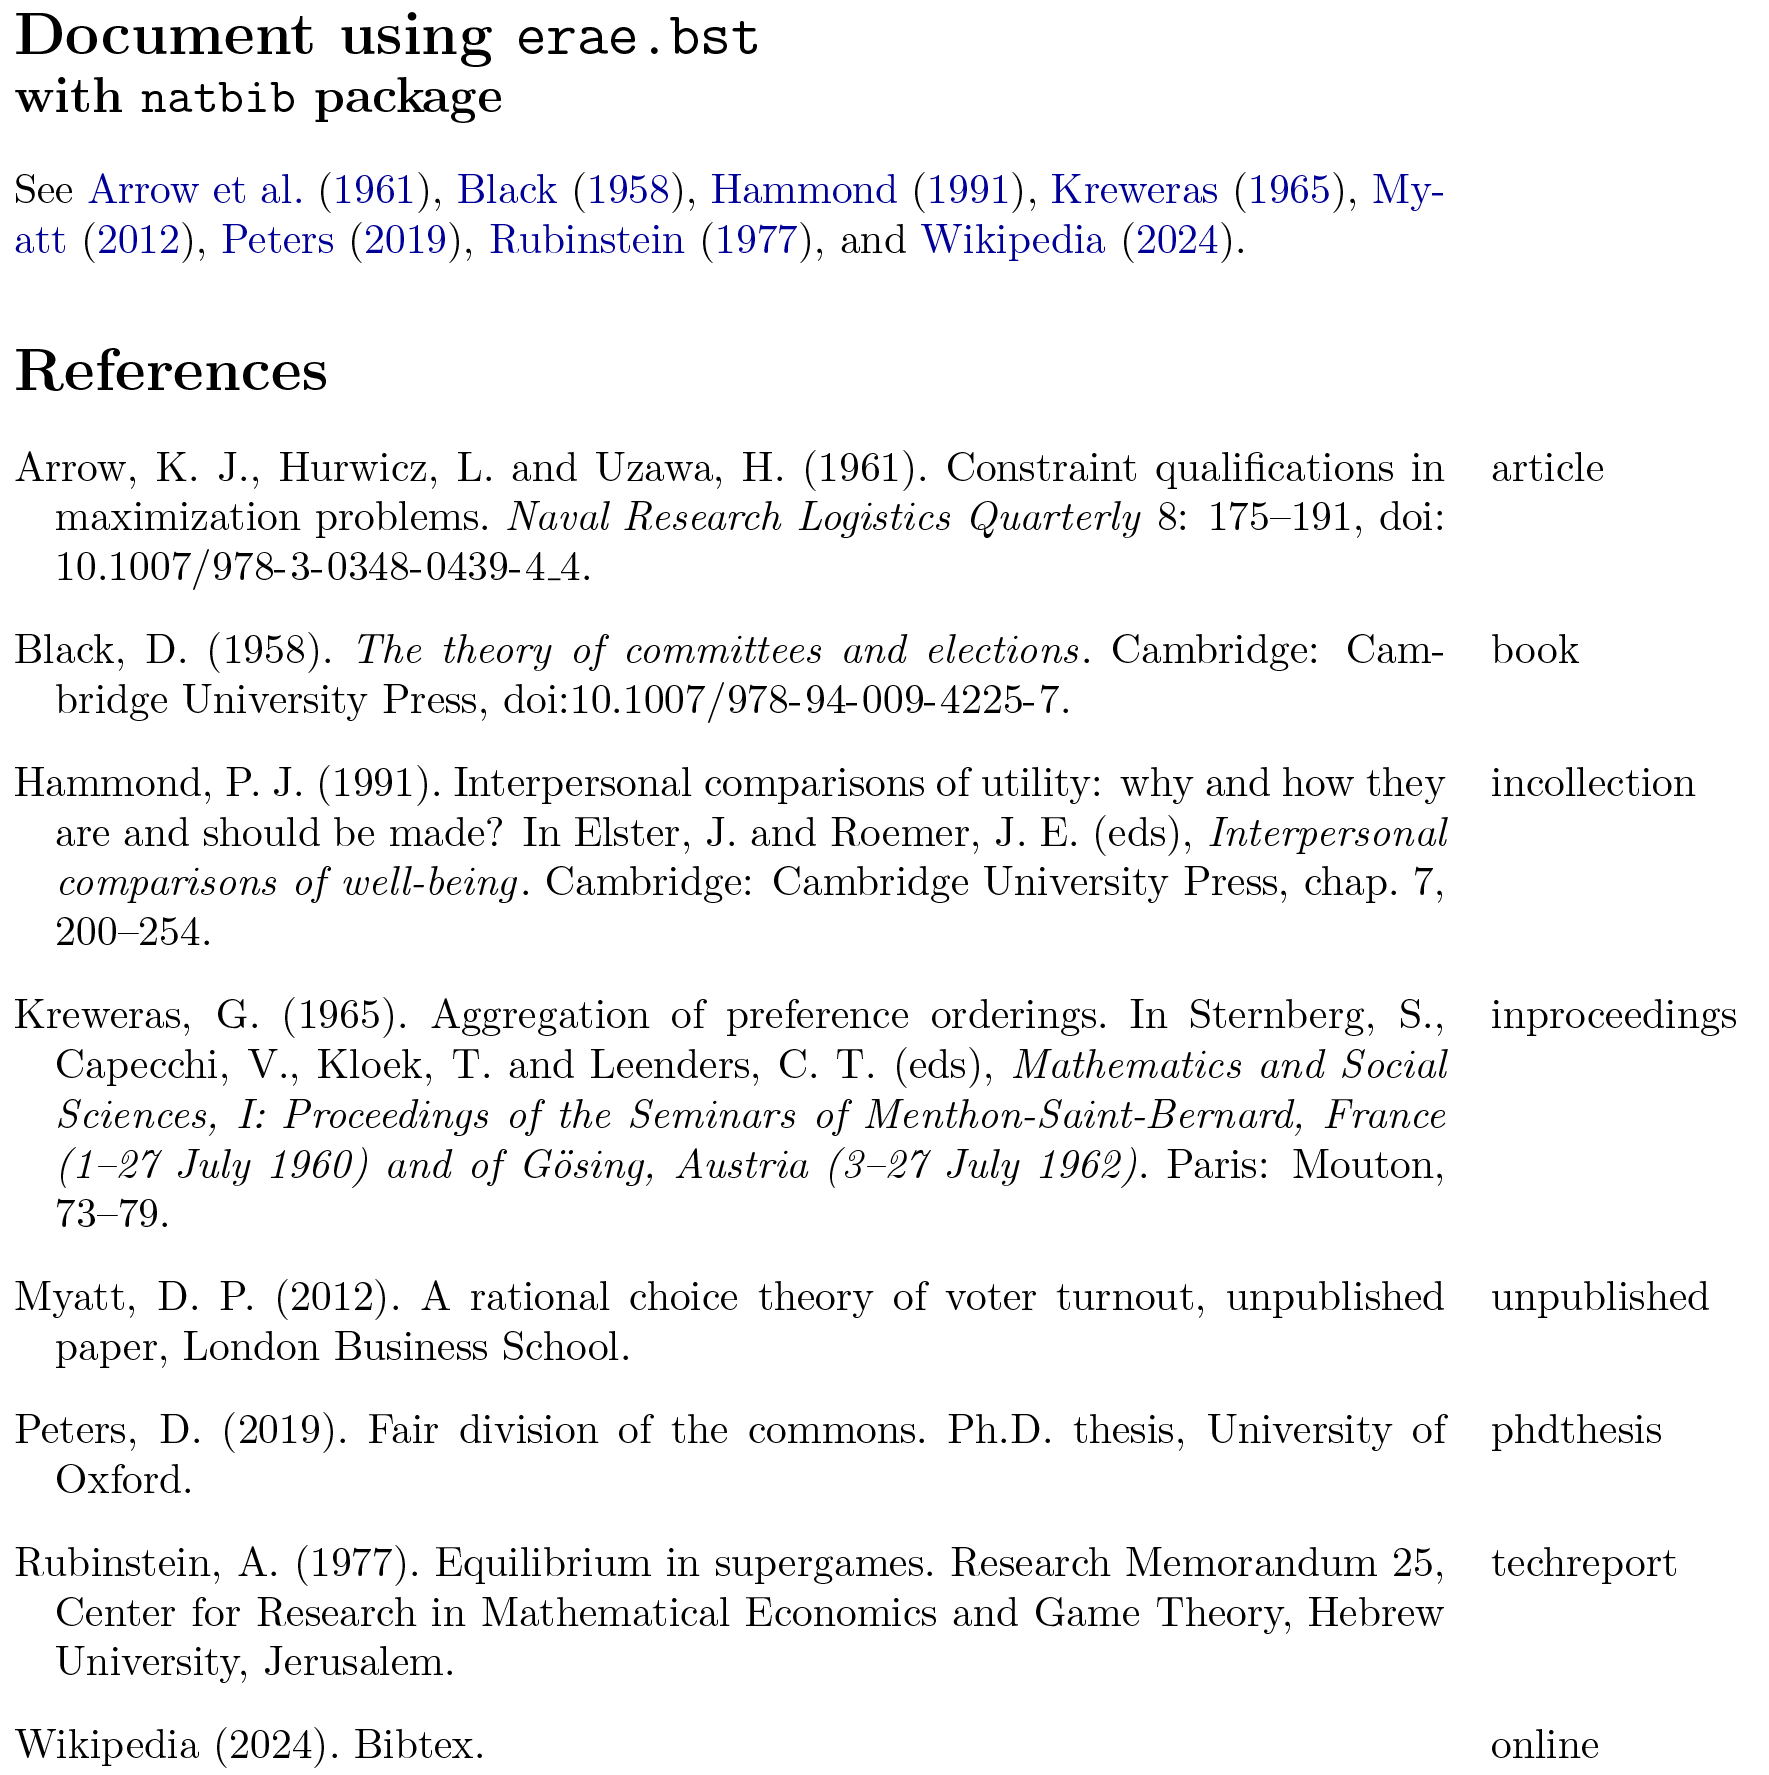 Document using erae.bst
with natbib package
See Arrow et al. (1961), Black (1958), Hammond (1991), Kreweras (1965), My-
att (2012), Peters (2019), Rubinstein (1977), and Wikipedia (2024).
References
Arrow, K. J., Hurwicz, L. and Uzawa, H. (1961). Constraint qualifications in article
maximization problems. Naval Research Logistics Quarterly 8: 175–191, doi:
10.1007/978-3-0348-0439-4_4.
Black, D. (1958). The theory of committees and elections. Cambridge: Cam- book
bridge University Press, doi:10.1007/978-94-009-4225-7.
Hammond, P. J. (1991). Interpersonal comparisons of utility: why and how they incollection
are and should be made? In Elster, J. and Roemer, J. E. (eds), Interpersonal
comparisons of well-being. Cambridge: Cambridge University Press, chap. 7,
200–254.
Kreweras, G. (1965). Aggregation of preference orderings. In Sternberg, S., inproceedings
Capecchi, V., Kloek, T. and Leenders, C. T. (eds), Mathematics and Social
Sciences, I: Proceedings of the Seminars of Menthon-Saint-Bernard, France
(1–27 July 1960) and of Gösing, Austria (3–27 July 1962). Paris: Mouton,
73–79.
Myatt, D. P. (2012). A rational choice theory of voter turnout, unpublished unpublished
paper, London Business School.
Peters, D. (2019). Fair division of the commons. Ph.D. thesis, University of phdthesis
Oxford.
Rubinstein, A. (1977). Equilibrium in supergames. Research Memorandum 25, techreport
Center for Research in Mathematical Economics and Game Theory, Hebrew
University, Jerusalem.
Wikipedia (2024). Bibtex. online